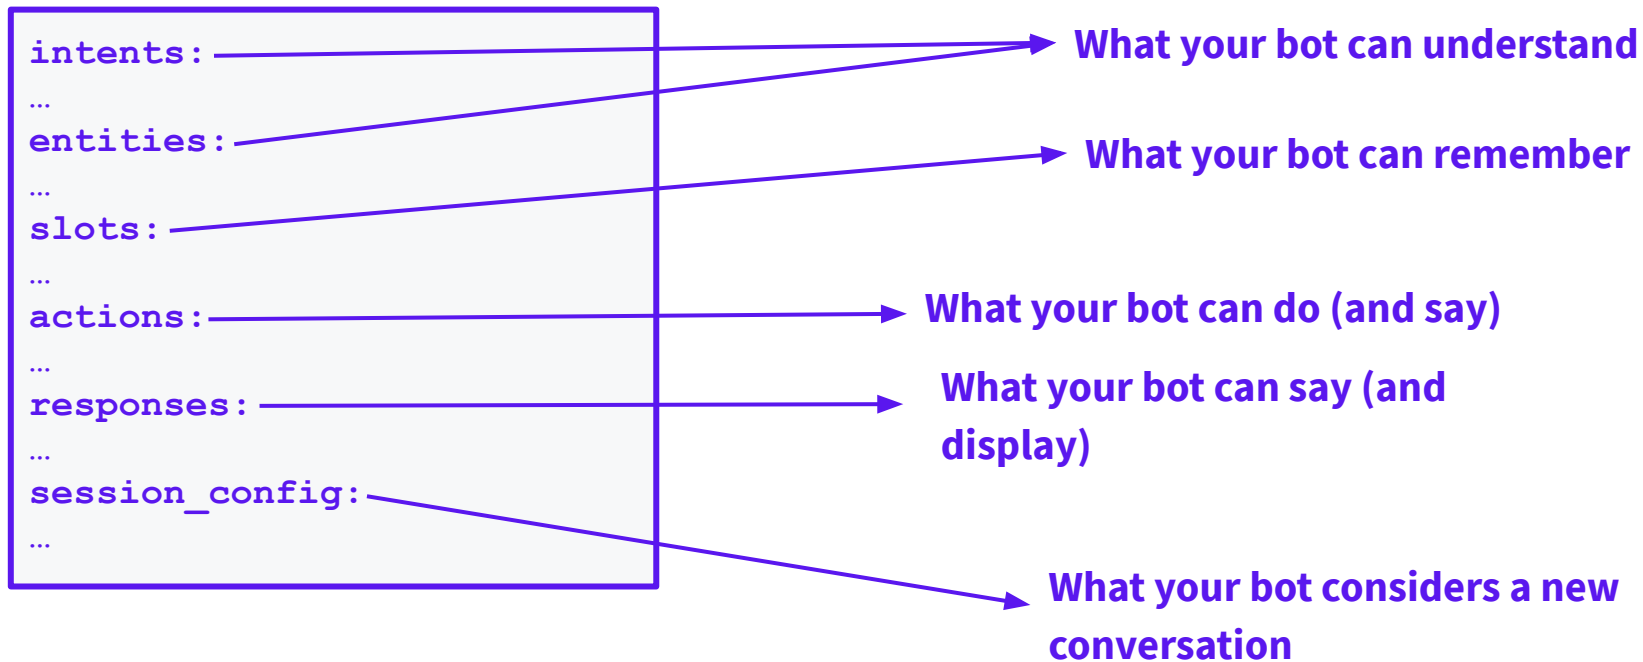 intents:
…
entities:
…
slots:
…
actions:
…
responses:
…
session_config:
…
What your bot can understand
What your bot can remember
What your bot can do (and say)
What your bot can say (and
display)
What your bot considers a new
conversation